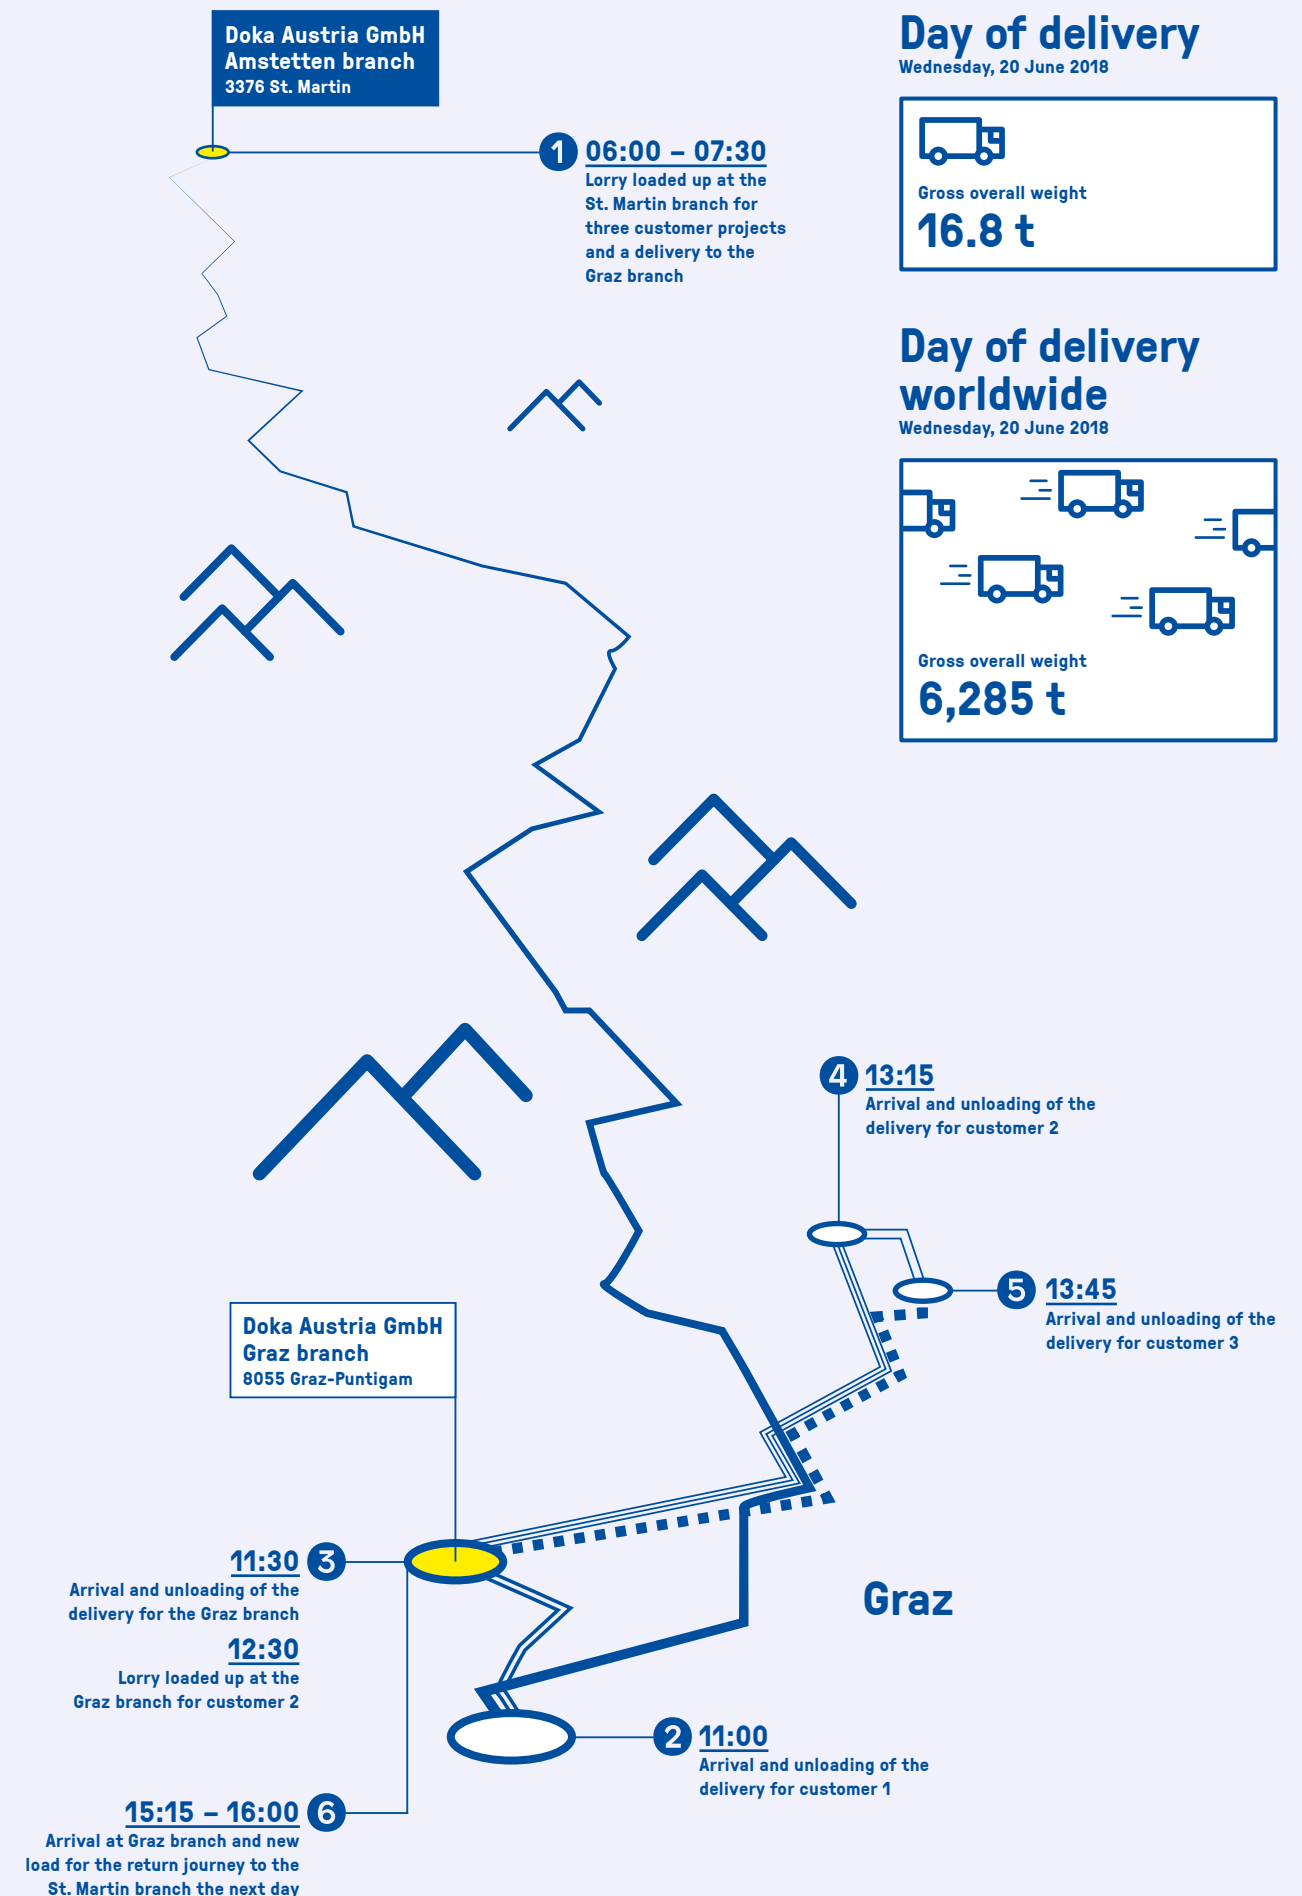 Doka Austria GmbH
Amstetten branch
3376 St. Martin
1
06:00 – 07:30
Lorry loaded up at the
St. Martin branch for
three customer projects
and a delivery to the
Graz branch
Day of delivery
Wednesday, 20 June 2018
Gross overall weight
16.8 t
Day of delivery
worldwide
Wednesday, 20 June 2018
Gross overall weight
6,285 t
4
13:15
Arrival and unloading of the
delivery for customer 2
5
13:45
Arrival and unloading of the
delivery for customer 3
Doka Austria GmbH
Graz branch
8055 Graz-Puntigam
11:30
3
Arrival and unloading of the
delivery for the Graz branch
12:30
Lorry loaded up at the
Graz branch for customer 2
Graz
2
11:00
Arrival and unloading of the
delivery for customer 1
15:15 – 16:00
6
Arrival at Graz branch and new
load for the return journey to the
St. Martin branch the next day